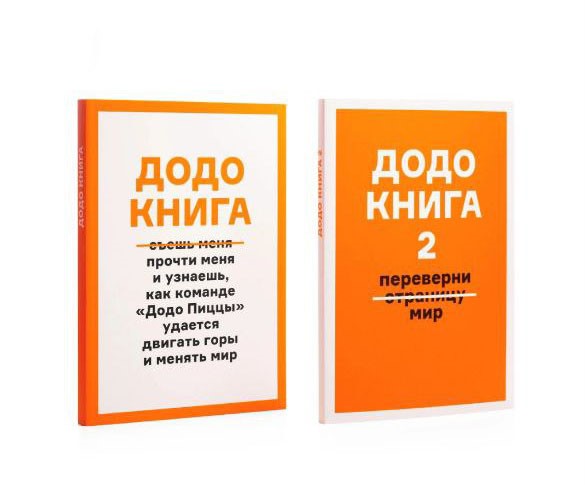 ДОДО КНИГА
ДОДО
КНИГА
съешь меня
прочти меня
и узнаешь,
как команде
«Додо Пиццы»
удается
двигать горы
и менять мир
ДОДО КНИГА 2
ДОДО
КНИГА
2
переверни
страницу
мир